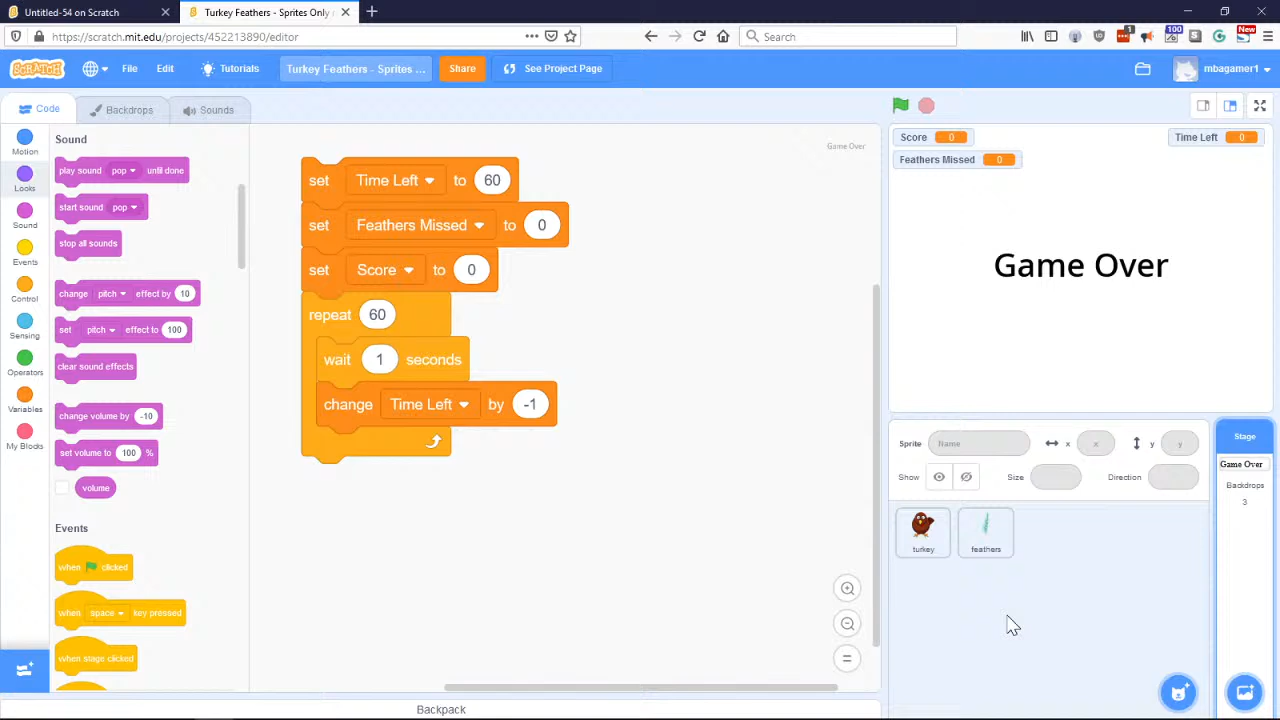 Untitled-54 on Scratch
Turkey Feathers - Sprites Only
https://scratch.mit.edu/projects/452213890/editor
Search
1
100
New
SCRATCH
File
Edit
Tutorials
Turkey Feathers - Sprites ...
Share
See Project Page
mbagamer1
Code
Backdrops
Sounds
Motion
Looks
Sound
Events
Control
Sensing
Operators
Variables
My Blocks
Sound
play sound pop until done
start sound pop
stop all sounds
change pitch effect by 10
set pitch effect to 100
clear sound effects
change volume by -10
set volume to 100 %
volume
Events
when clicked
when space key pressed
when stage clicked
Game Over
set Time Left to 60
set Feathers Missed to 0
set Score to 0
repeat 60
wait 1 seconds
change Time Left by -1
Backpack
Score 0
Time Left 0
Feathers Missed 0
Game Over
Sprite Name x x y y
Show Size Direction
turkey
feathers
Stage
Game Over
Backdrops
3